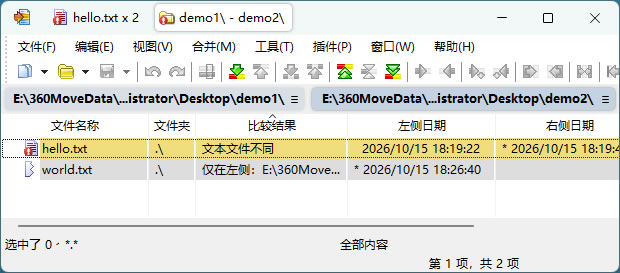 hello.txt x 2 demo1\ - demo2\
文件(F) 编辑(E) 视图(V) 合并(M) 工具(T) 插件(P) 窗口(W) 帮助(H)
E:\360MoveData\...istrator\Desktop\demo1\ E:\360MoveData\...istrator\Desktop\demo2\
文件名称 文件夹 比较结果 左侧日期 右侧日期
hello.txt .\ 文本文件不同 2026/10/15 18:19:22 * 2026/10/15 18:19:4
world.txt .\ 仅在左侧：E:\360Move... * 2026/10/15 18:26:40
选中了 0、*.* 全部内容
第 1 项，共 2 项